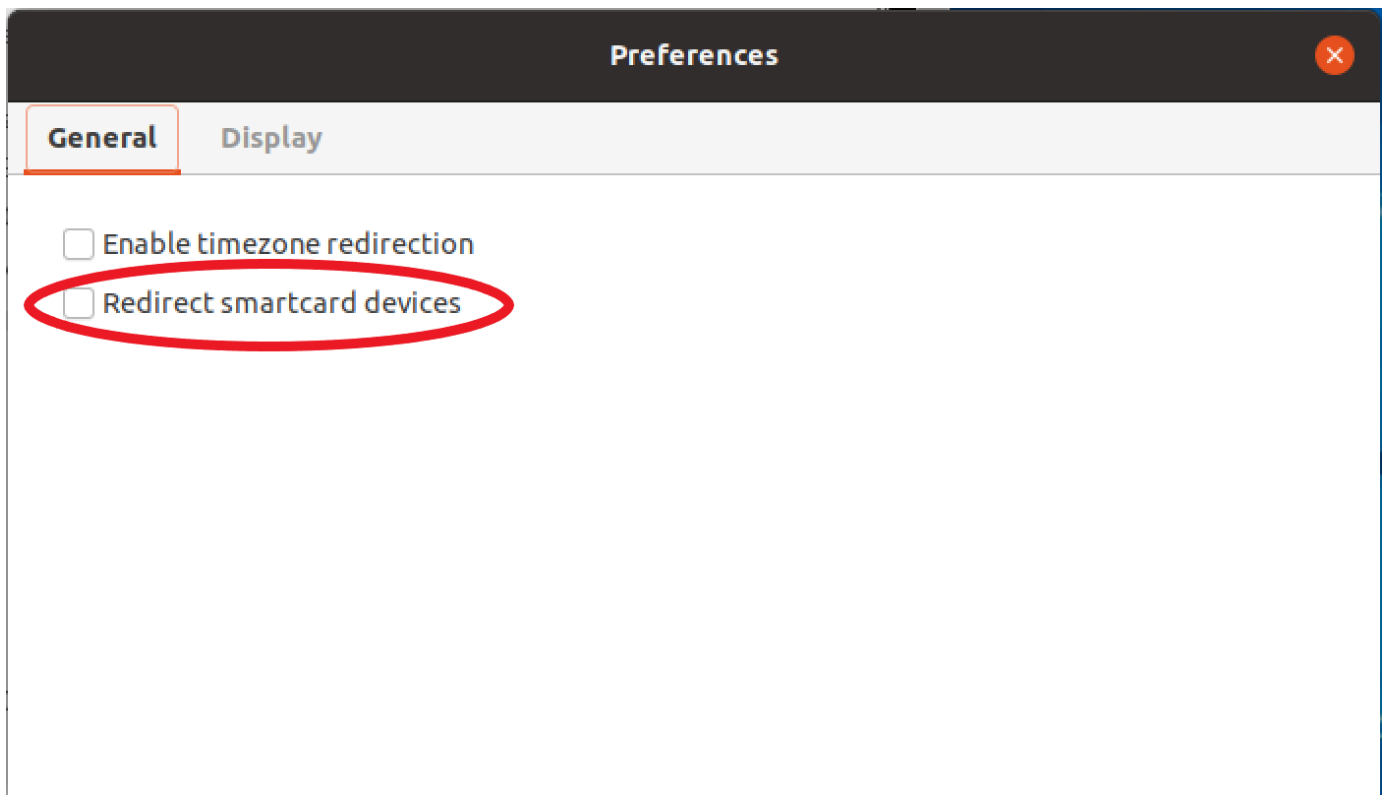 Preferences
General Display
Enable timezone redirection
Redirect smartcard devices